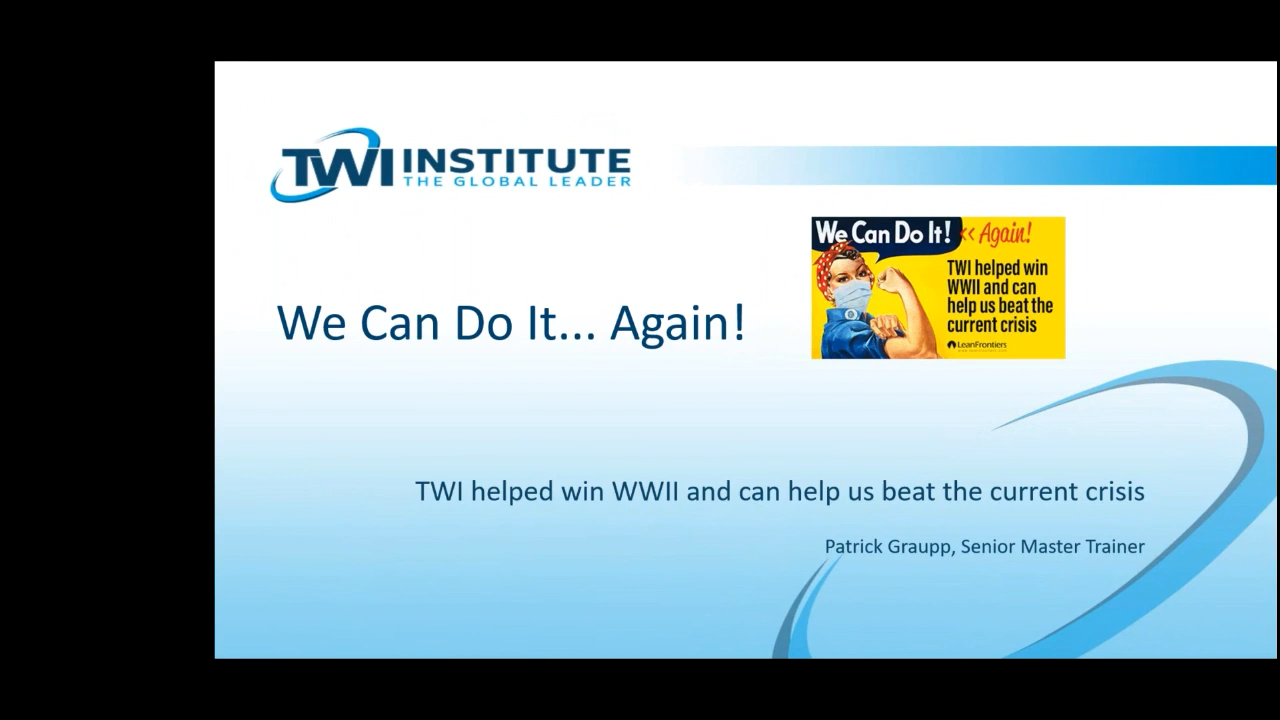 TWI INSTITUTE
THE GLOBAL LEADER
We Can Do It! << Again!
TWI helped win
WWII and can
help us beat the
current crisis
LeanFrontiers
We Can Do It... Again!
TWI helped win WWII and can help us beat the current crisis
Patrick Graupp, Senior Master Trainer